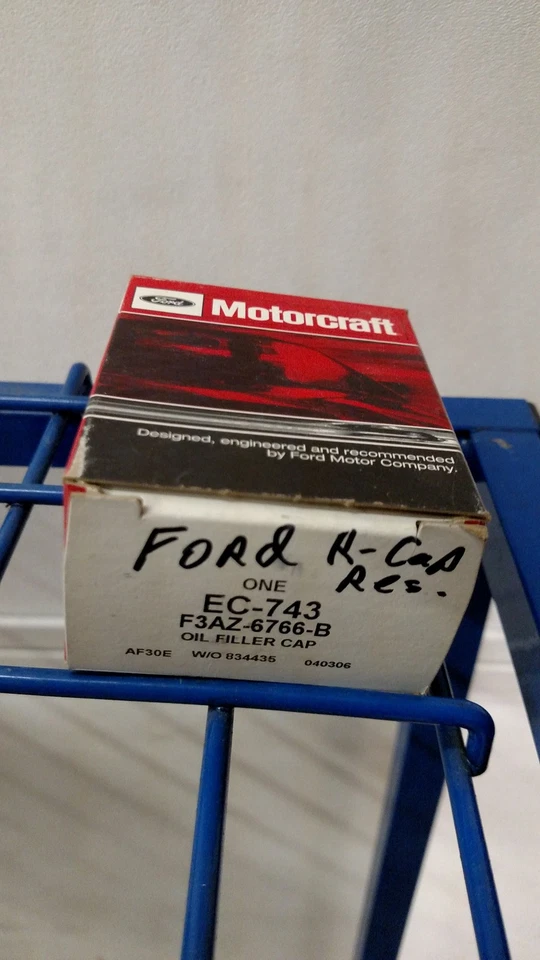 Ford
Motorcraft
Designed, engineered and recommended
by Ford Motor Company.
FORd R-Cap
Res.
ONE
EC-743
F3AZ-6766-B
OIL FILLER CAP
AF30E W/O 834435 040306